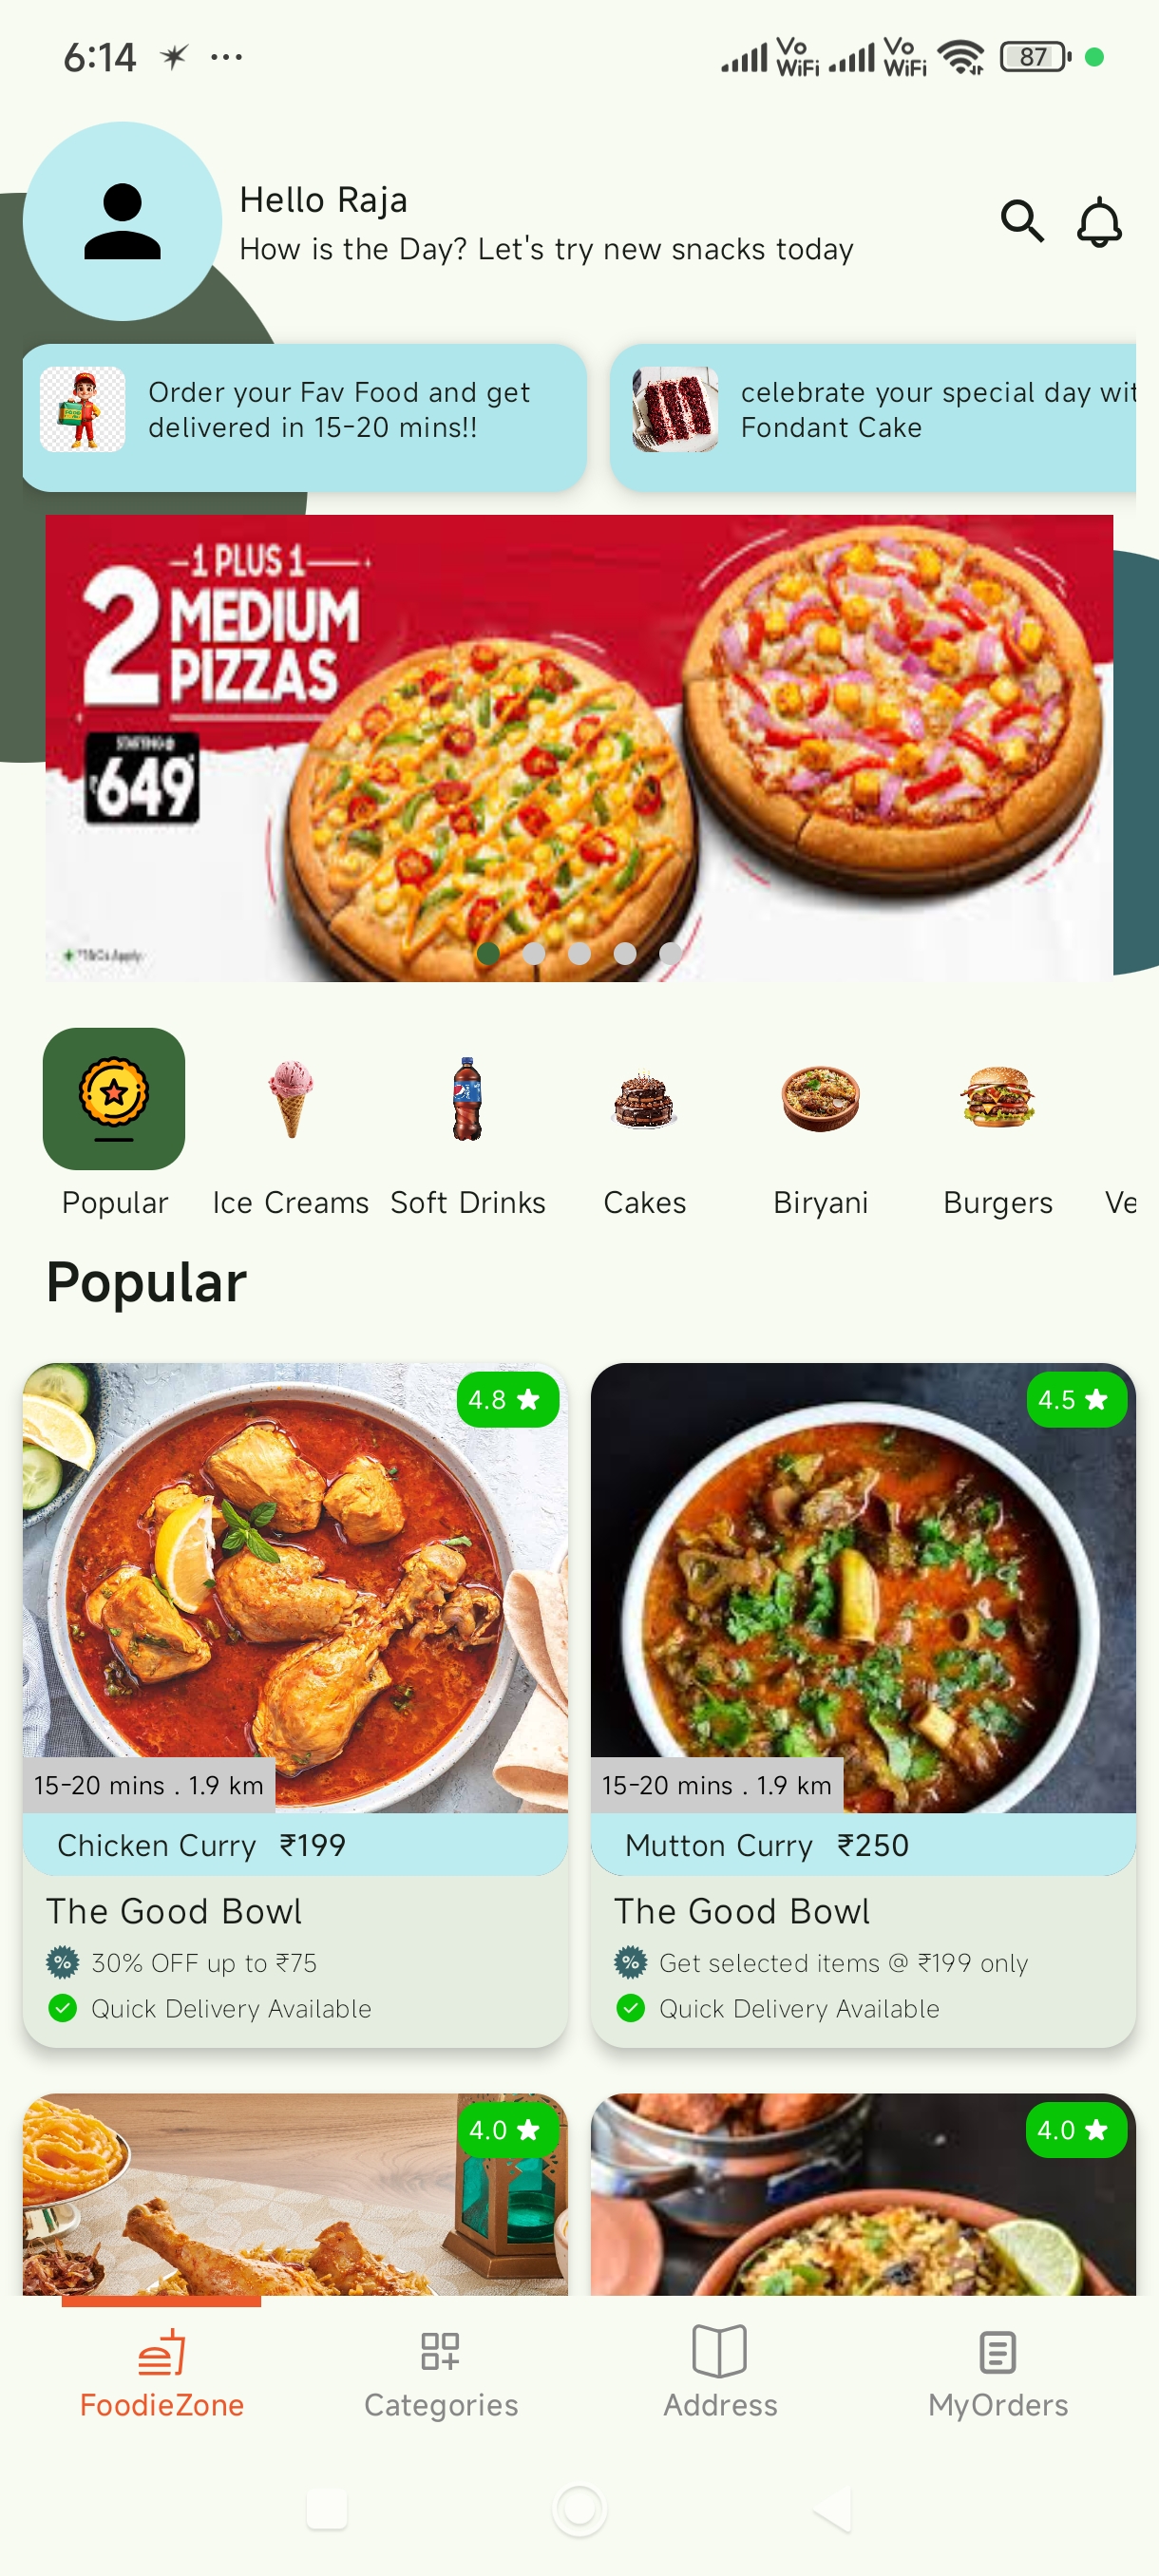 6:14
Vo
WiFi
Vo
WiFi
87
Hello Raja
How is the Day? Let's try new snacks today
Order your Fav Food and get
delivered in 15-20 mins!!
celebrate your special day wit
Fondant Cake
1 PLUS 1
2 MEDIUM
PIZZAS
STARTING @
₹649
*T&Cs Apply.
Popular
Ice Creams
Soft Drinks
Cakes
Biryani
Burgers
Ve
Popular
4.8
4.5
15-20 mins . 1.9 km
15-20 mins . 1.9 km
Chicken Curry ₹199
Mutton Curry ₹250
The Good Bowl
The Good Bowl
30% OFF up to ₹75
Get selected items @ ₹199 only
Quick Delivery Available
Quick Delivery Available
4.0
4.0
FoodieZone
Categories
Address
MyOrders